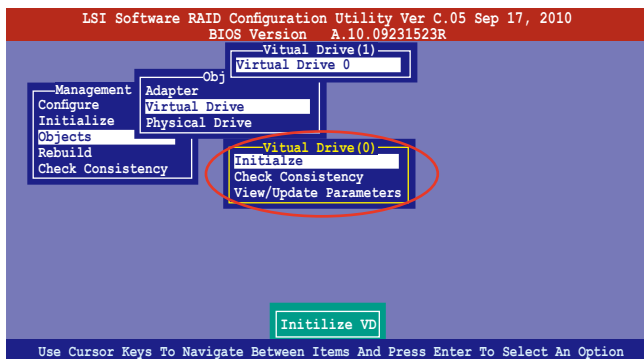 LSI Software RAID Configuration Utility Ver C.05 Sep 17, 2010
BIOS Version   A.10.09231523R
Vitual Drive(1)
Virtual Drive 0
Obj
Adapter
Virtual Drive
Physical Drive
Management
Configure
Initialize
Objects
Rebuild
Check Consistency
Vitual Drive(0)
Initialze
Check Consistency
View/Update Parameters
Initilize VD
Use Cursor Keys To Navigate Between Items And Press Enter To Select An Option